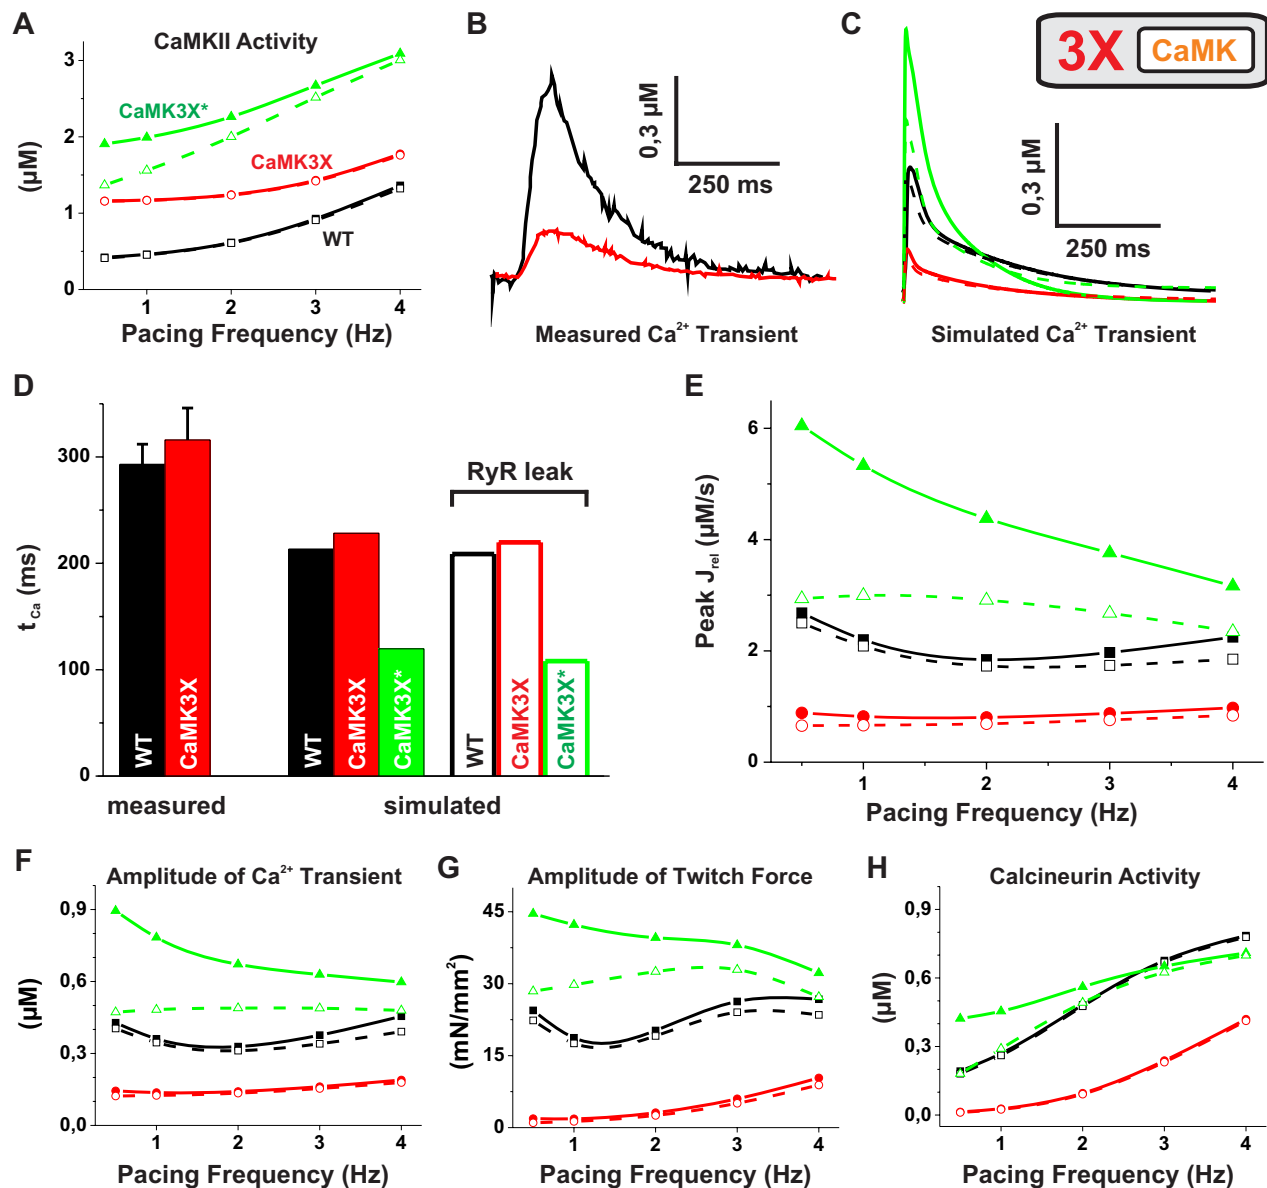 A
CaMKII Activity
3
2
1
0
(µM)
CaMK3X*
CaMK3X
WT
1 2 3 4
Pacing Frequency (Hz)
B
0,3 µM
250 ms
Measured Ca²⁺ Transient
C
3X CaMK
0,3 µM
250 ms
Simulated Ca²⁺ Transient
D
300
200
100
0
t Ca (ms)
RyR leak
WT CaMK3X WT CaMK3X CaMK3X* WT CaMK3X CaMK3X*
measured simulated
E
6
4
2
0
Peak J rel (µM/s)
1 2 3 4
Pacing Frequency (Hz)
F
Amplitude of Ca²⁺ Transient
0,9
0,6
0,3
0,0
(µM)
1 2 3 4
Pacing Frequency (Hz)
G
Amplitude of Twitch Force
45
30
15
0
(mN/mm²)
1 2 3 4
Pacing Frequency (Hz)
H
Calcineurin Activity
0,9
0,6
0,3
0,0
(µM)
1 2 3 4
Pacing Frequency (Hz)